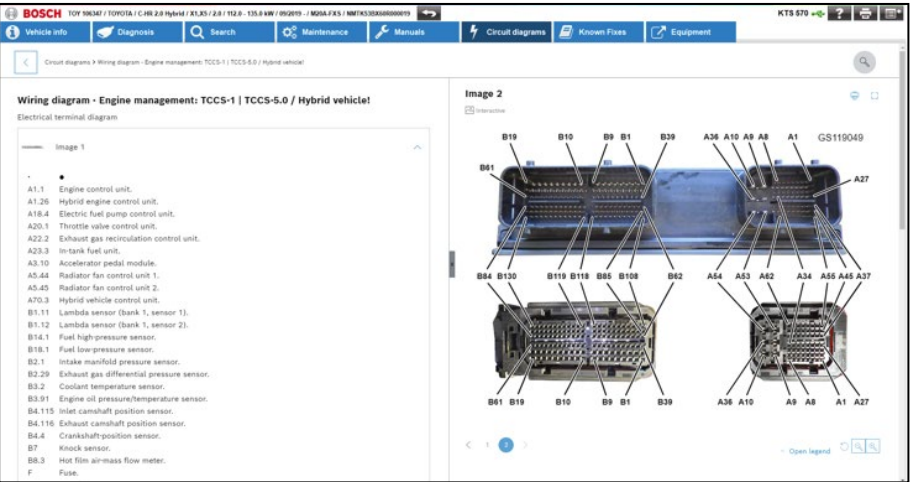 BOSCH TOY 106347 / TOYOTA / C-HR 2.0 Hybrid / X1,X5 / 2.0 / 112.0 - 135.0 kW / 09/2019 - / M20A-FXS / NMTK53BX60R000019
KTS 570 ?
Vehicle info Diagnosis Search Maintenance Manuals Circuit diagrams Known Fixes Equipment
Circuit diagrams > Wiring diagram - Engine management: TCCS-1 | TCCS-5.0 / Hybrid vehicle!
Wiring diagram - Engine management: TCCS-1 | TCCS-5.0 / Hybrid vehicle!
Electrical terminal diagram
Image 1
A1.1 Engine control unit.
A1.26 Hybrid engine control unit.
A18.4 Electric fuel pump control unit.
A20.1 Throttle valve control unit.
A22.2 Exhaust gas recirculation control unit.
A23.3 In-tank fuel unit.
A3.10 Accelerator pedal module.
A5.44 Radiator fan control unit 1.
A5.45 Radiator fan control unit 2.
A70.3 Hybrid vehicle control unit.
B1.11 Lambda sensor (bank 1, sensor 1).
B1.12 Lambda sensor (bank 1, sensor 2).
B14.1 Fuel high-pressure sensor.
B18.1 Fuel low-pressure sensor.
B2.1 Intake manifold pressure sensor.
B2.29 Exhaust gas differential pressure sensor.
B3.2 Coolant temperature sensor.
B3.91 Engine oil pressure/temperature sensor.
B4.115 Inlet camshaft position sensor.
B4.116 Exhaust camshaft position sensor.
B4.4 Crankshaft-position sensor.
B7 Knock sensor.
B8.3 Hot film air-mass flow meter.
F Fuse.
Image 2
Interactive
B19 B10 B9 B1 B39 A36 A10 A9 A8 A1 GS119049
B61 A27
B84 B130 B119 B118 B85 B108 B62 A54 A53 A62 A34 A55 A45 A37
B61 B19 B10 B9 B1 B39 A36 A10 A9 A8 A1 A27
1 2
Open legend